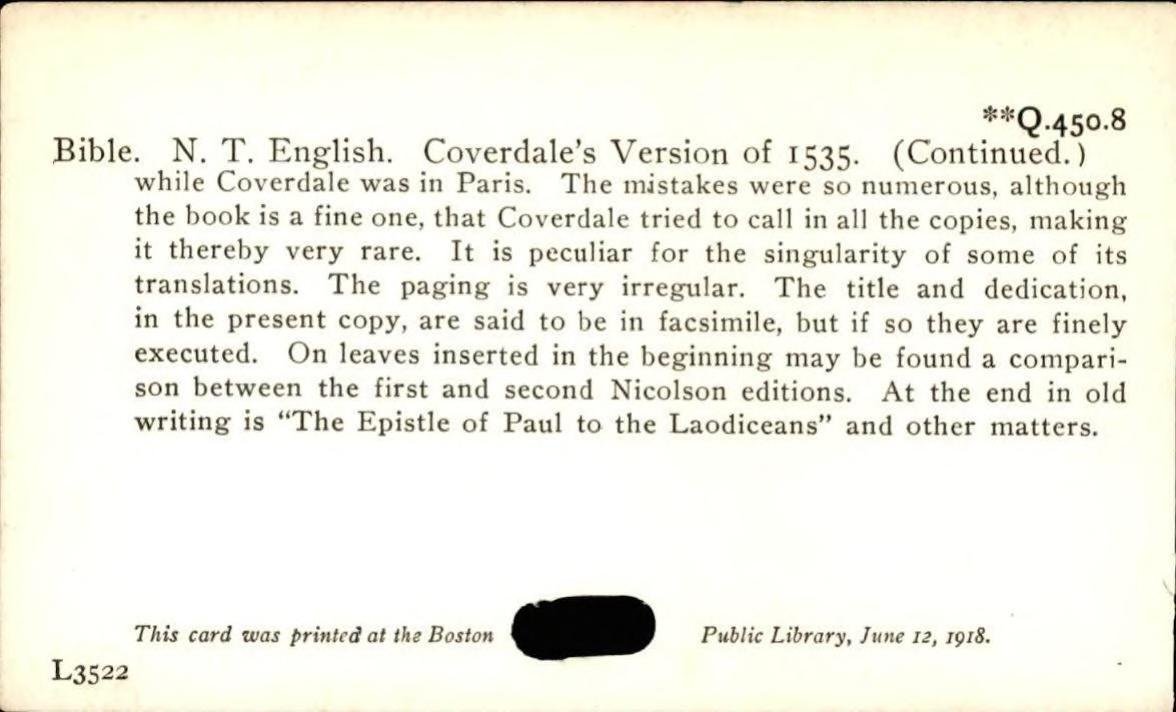 **Q.450.8
Bible. N. T. English. Coverdale's Version of 1535. (Continued.)
while Coverdale was in Paris. The mistakes were so numerous, although
the book is a fine one, that Coverdale tried to call in all the copies, making
it thereby very rare. It is peculiar for the singularity of some of its
translations. The paging is very irregular. The title and dedication,
in the present copy, are said to be in facsimile, but if so they are finely
executed. On leaves inserted in the beginning may be found a compari-
son between the first and second Nicolson editions. At the end in old
writing is “The Epistle of Paul to the Laodiceans” and other matters.
This card was printed at the Boston Public Library, June 12, 1918.
L3522